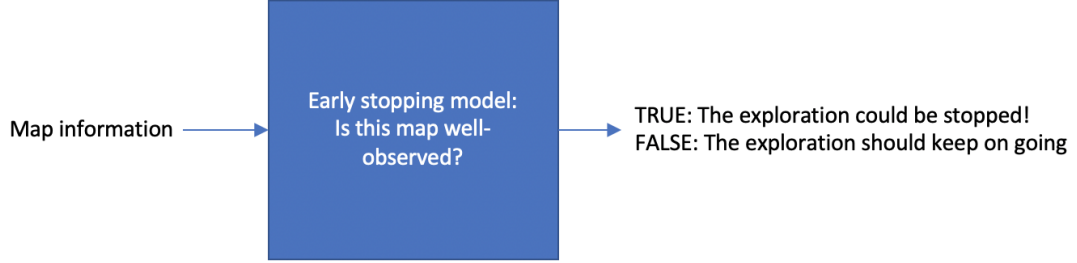 Map information
Early stopping model:
Is this map well-
observed?
TRUE: The exploration could be stopped!
FALSE: The exploration should keep on going